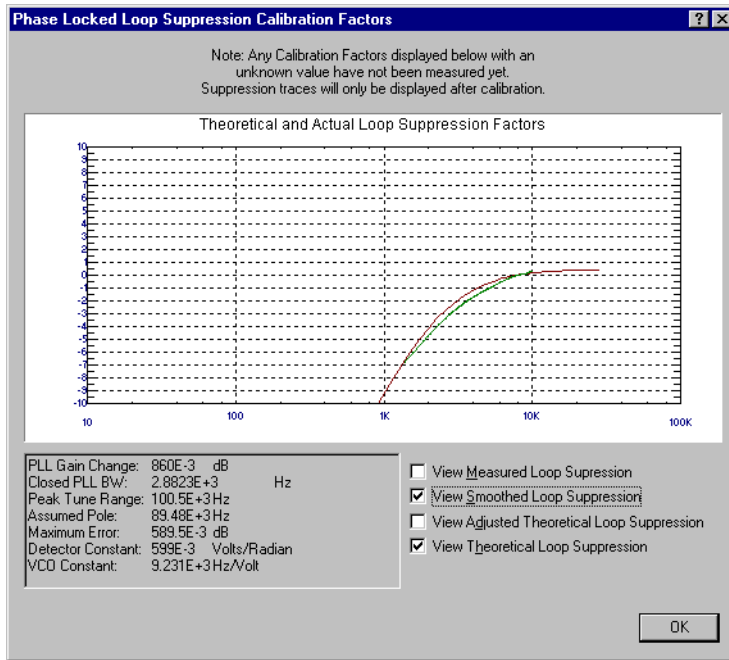 Phase Locked Loop Suppression Calibration Factors
Note: Any Calibration Factors displayed below with an
unknown value have not been measured yet.
Suppression traces will only be displayed after calibration.
Theoretical and Actual Loop Suppression Factors
10
9
8
7
6
5
4
3
2
1
0
-1
-2
-3
-4
-5
-6
-7
-8
-9
-10
10 100 1K 10K 100K
PLL Gain Change: 860E-3 dB
Closed PLL BW: 2.8823E+3 Hz
Peak Tune Range: 100.5E+3 Hz
Assumed Pole: 89.48E+3 Hz
Maximum Error: 589.5E-3 dB
Detector Constant: 599E-3 Volts/Radian
VCO Constant: 9.231E+3 Hz/Volt
View Measured Loop Supression
View Smoothed Loop Suppression
View Adjusted Theoretical Loop Suppression
View Theoretical Loop Suppression
OK